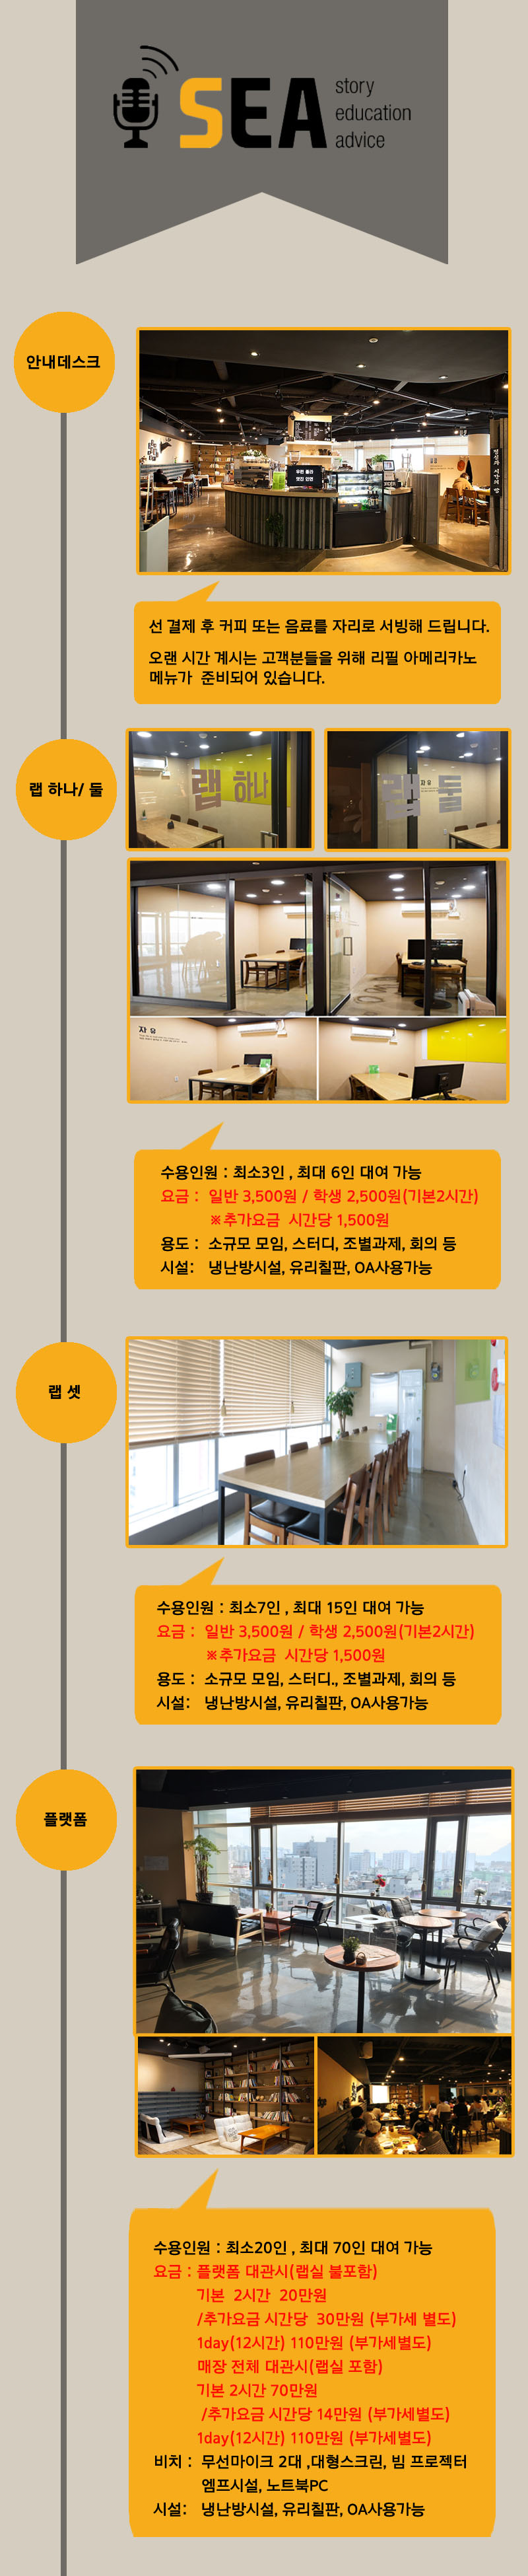 SEA
story
education
advice
안내데스크
선 결제 후 커피 또는 음료를 자리로 서빙해 드립니다.
오랜 시간 계시는 고객분들을 위해 리필 아메리카노
메뉴가 준비되어 있습니다.
랩 하나/ 둘
랩 하나
랩 둘
자유
자유
수용인원 : 최소3인 , 최대 6인 대여 가능
요금 : 일반 3,500원 / 학생 2,500원(기본2시간)
※추가요금 시간당 1,500원
용도 : 소규모 모임, 스터디, 조별과제, 회의 등
시설: 냉난방시설, 유리칠판, OA사용가능
랩 셋
수용인원 : 최소7인 , 최대 15인 대여 가능
요금 : 일반 3,500원 / 학생 2,500원(기본2시간)
※추가요금 시간당 1,500원
용도 : 소규모 모임, 스터디., 조별과제, 회의 등
시설: 냉난방시설, 유리칠판, OA사용가능
플랫폼
수용인원 : 최소20인 , 최대 70인 대여 가능
요금 : 플랫폼 대관시(랩실 불포함)
기본 2시간 20만원
/추가요금 시간당 30만원 (부가세 별도)
1day(12시간) 110만원 (부가세별도)
매장 전체 대관시(랩실 포함)
기본 2시간 70만원
/추가요금 시간당 14만원 (부가세별도)
1day(12시간) 110만원 (부가세별도)
비치 : 무선마이크 2대 ,대형스크린, 빔 프로젝터
엠프시설, 노트북PC
시설: 냉난방시설, 유리칠판, OA사용가능